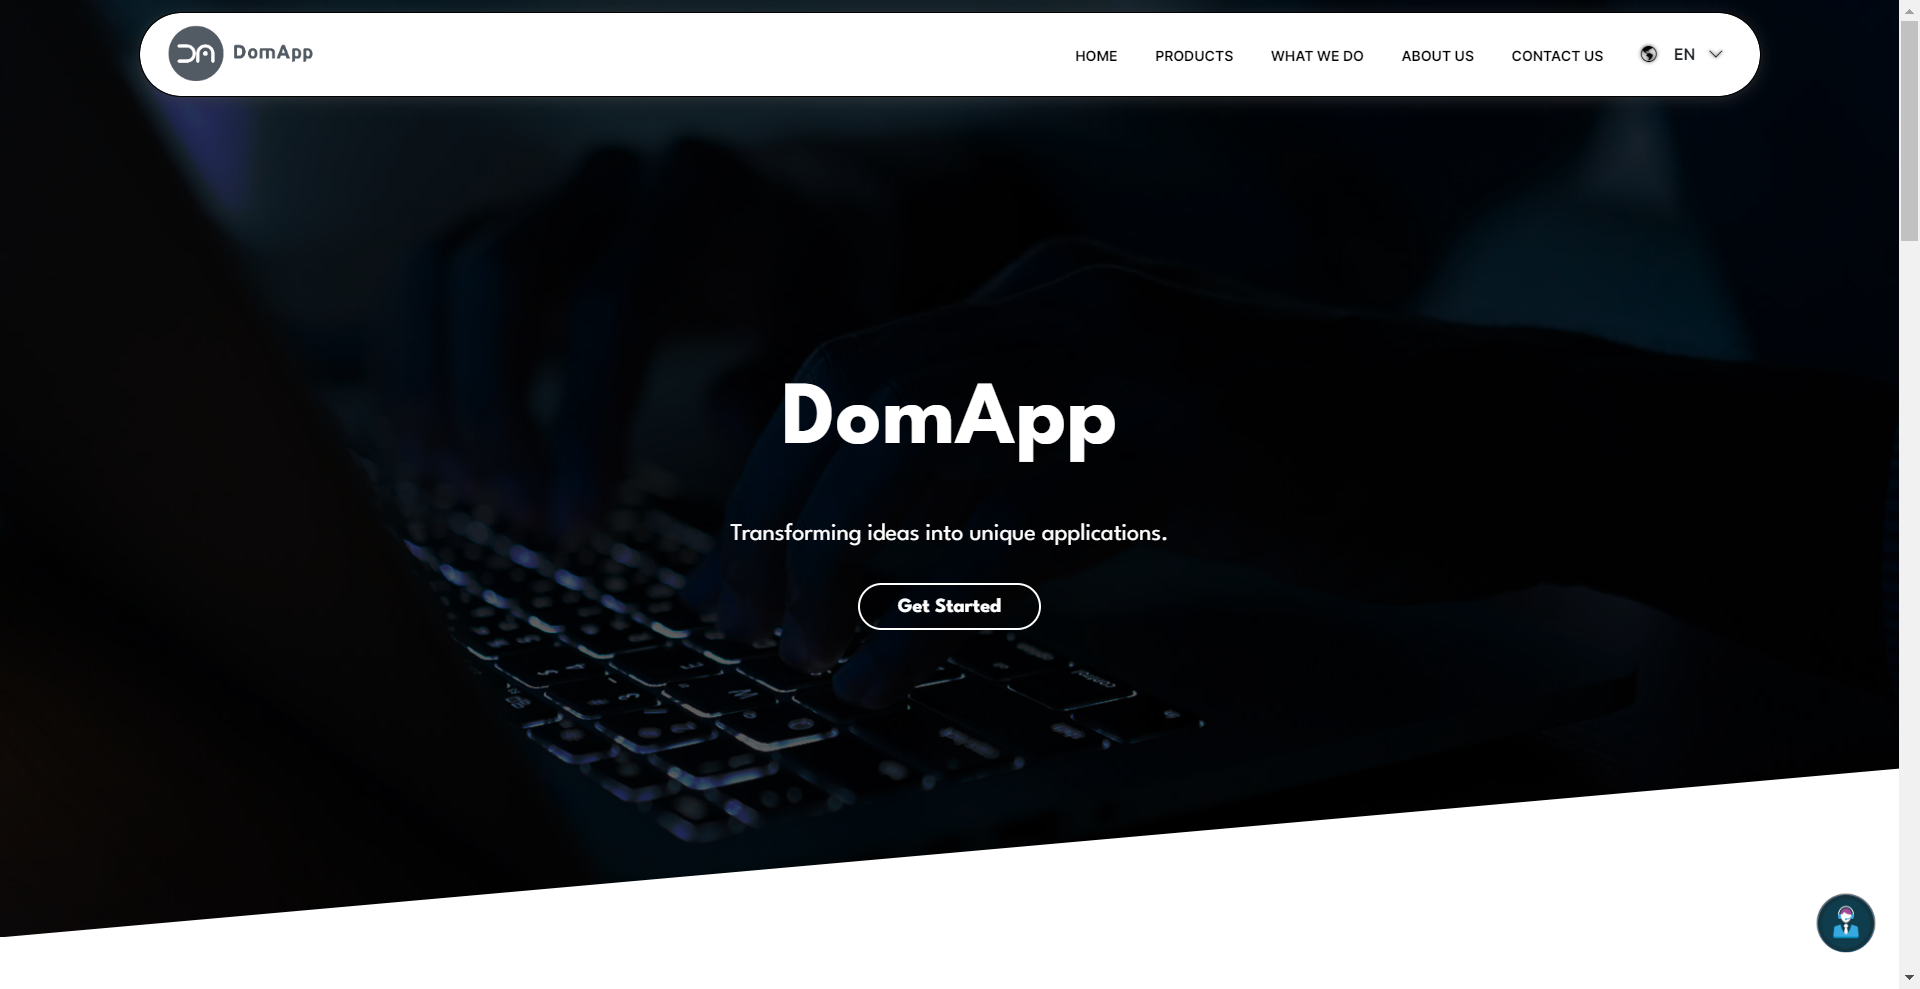 DomApp
HOME PRODUCTS WHAT WE DO ABOUT US CONTACT US EN
DomApp
Transforming ideas into unique applications.
Get Started